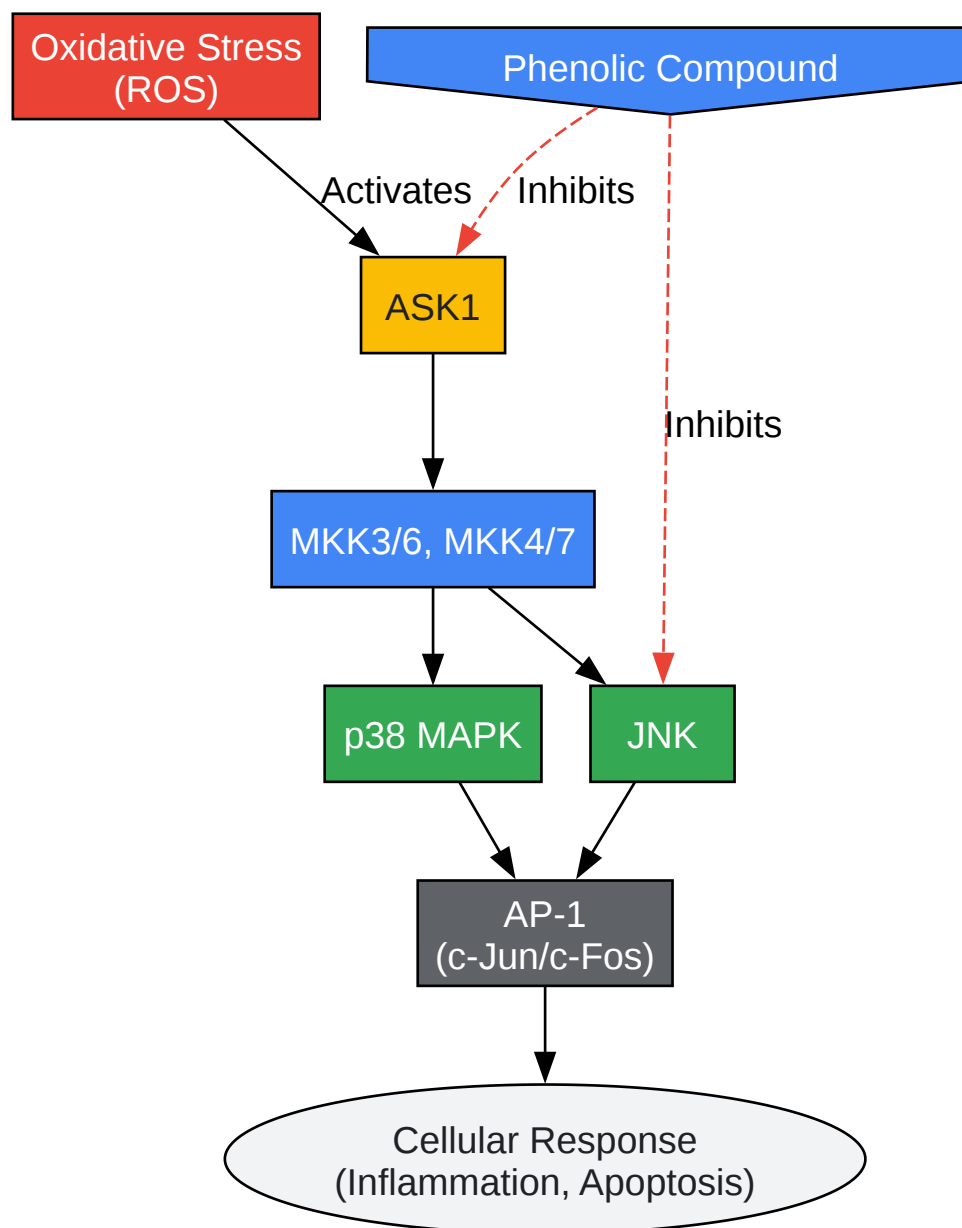 Oxidative Stress
(ROS)
Phenolic Compound
Activates
Inhibits
ASK1
Inhibits
MKK3/6, MKK4/7
p38 MAPK
JNK
AP-1
(c-Jun/c-Fos)
Cellular Response
(Inflammation, Apoptosis)